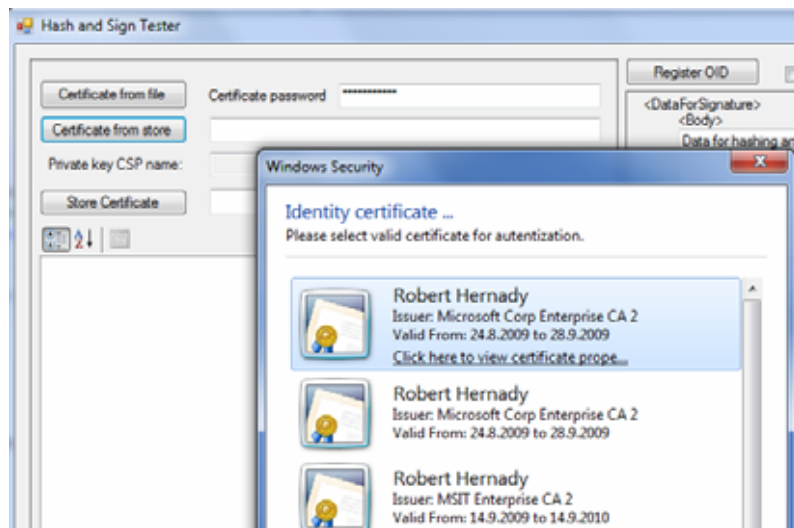 Hash and Sign Tester
Certificate from file
Certificate password ************
Register OID
Certificate from store
<DataForSignature>
<Body>
Data for hashing an
Private key CSP name:
Store Certificate
Windows Security
Identity certificate ...
Please select valid certificate for autentization.
Robert Hernady
Issuer: Microsoft Corp Enterprise CA 2
Valid From: 24.8.2009 to 28.9.2009
Click here to view certificate prope...
Robert Hernady
Issuer: Microsoft Corp Enterprise CA 2
Valid From: 24.8.2009 to 28.9.2009
Robert Hernady
Issuer: MSIT Enterprise CA 2
Valid From: 14.9.2009 to 14.9.2010